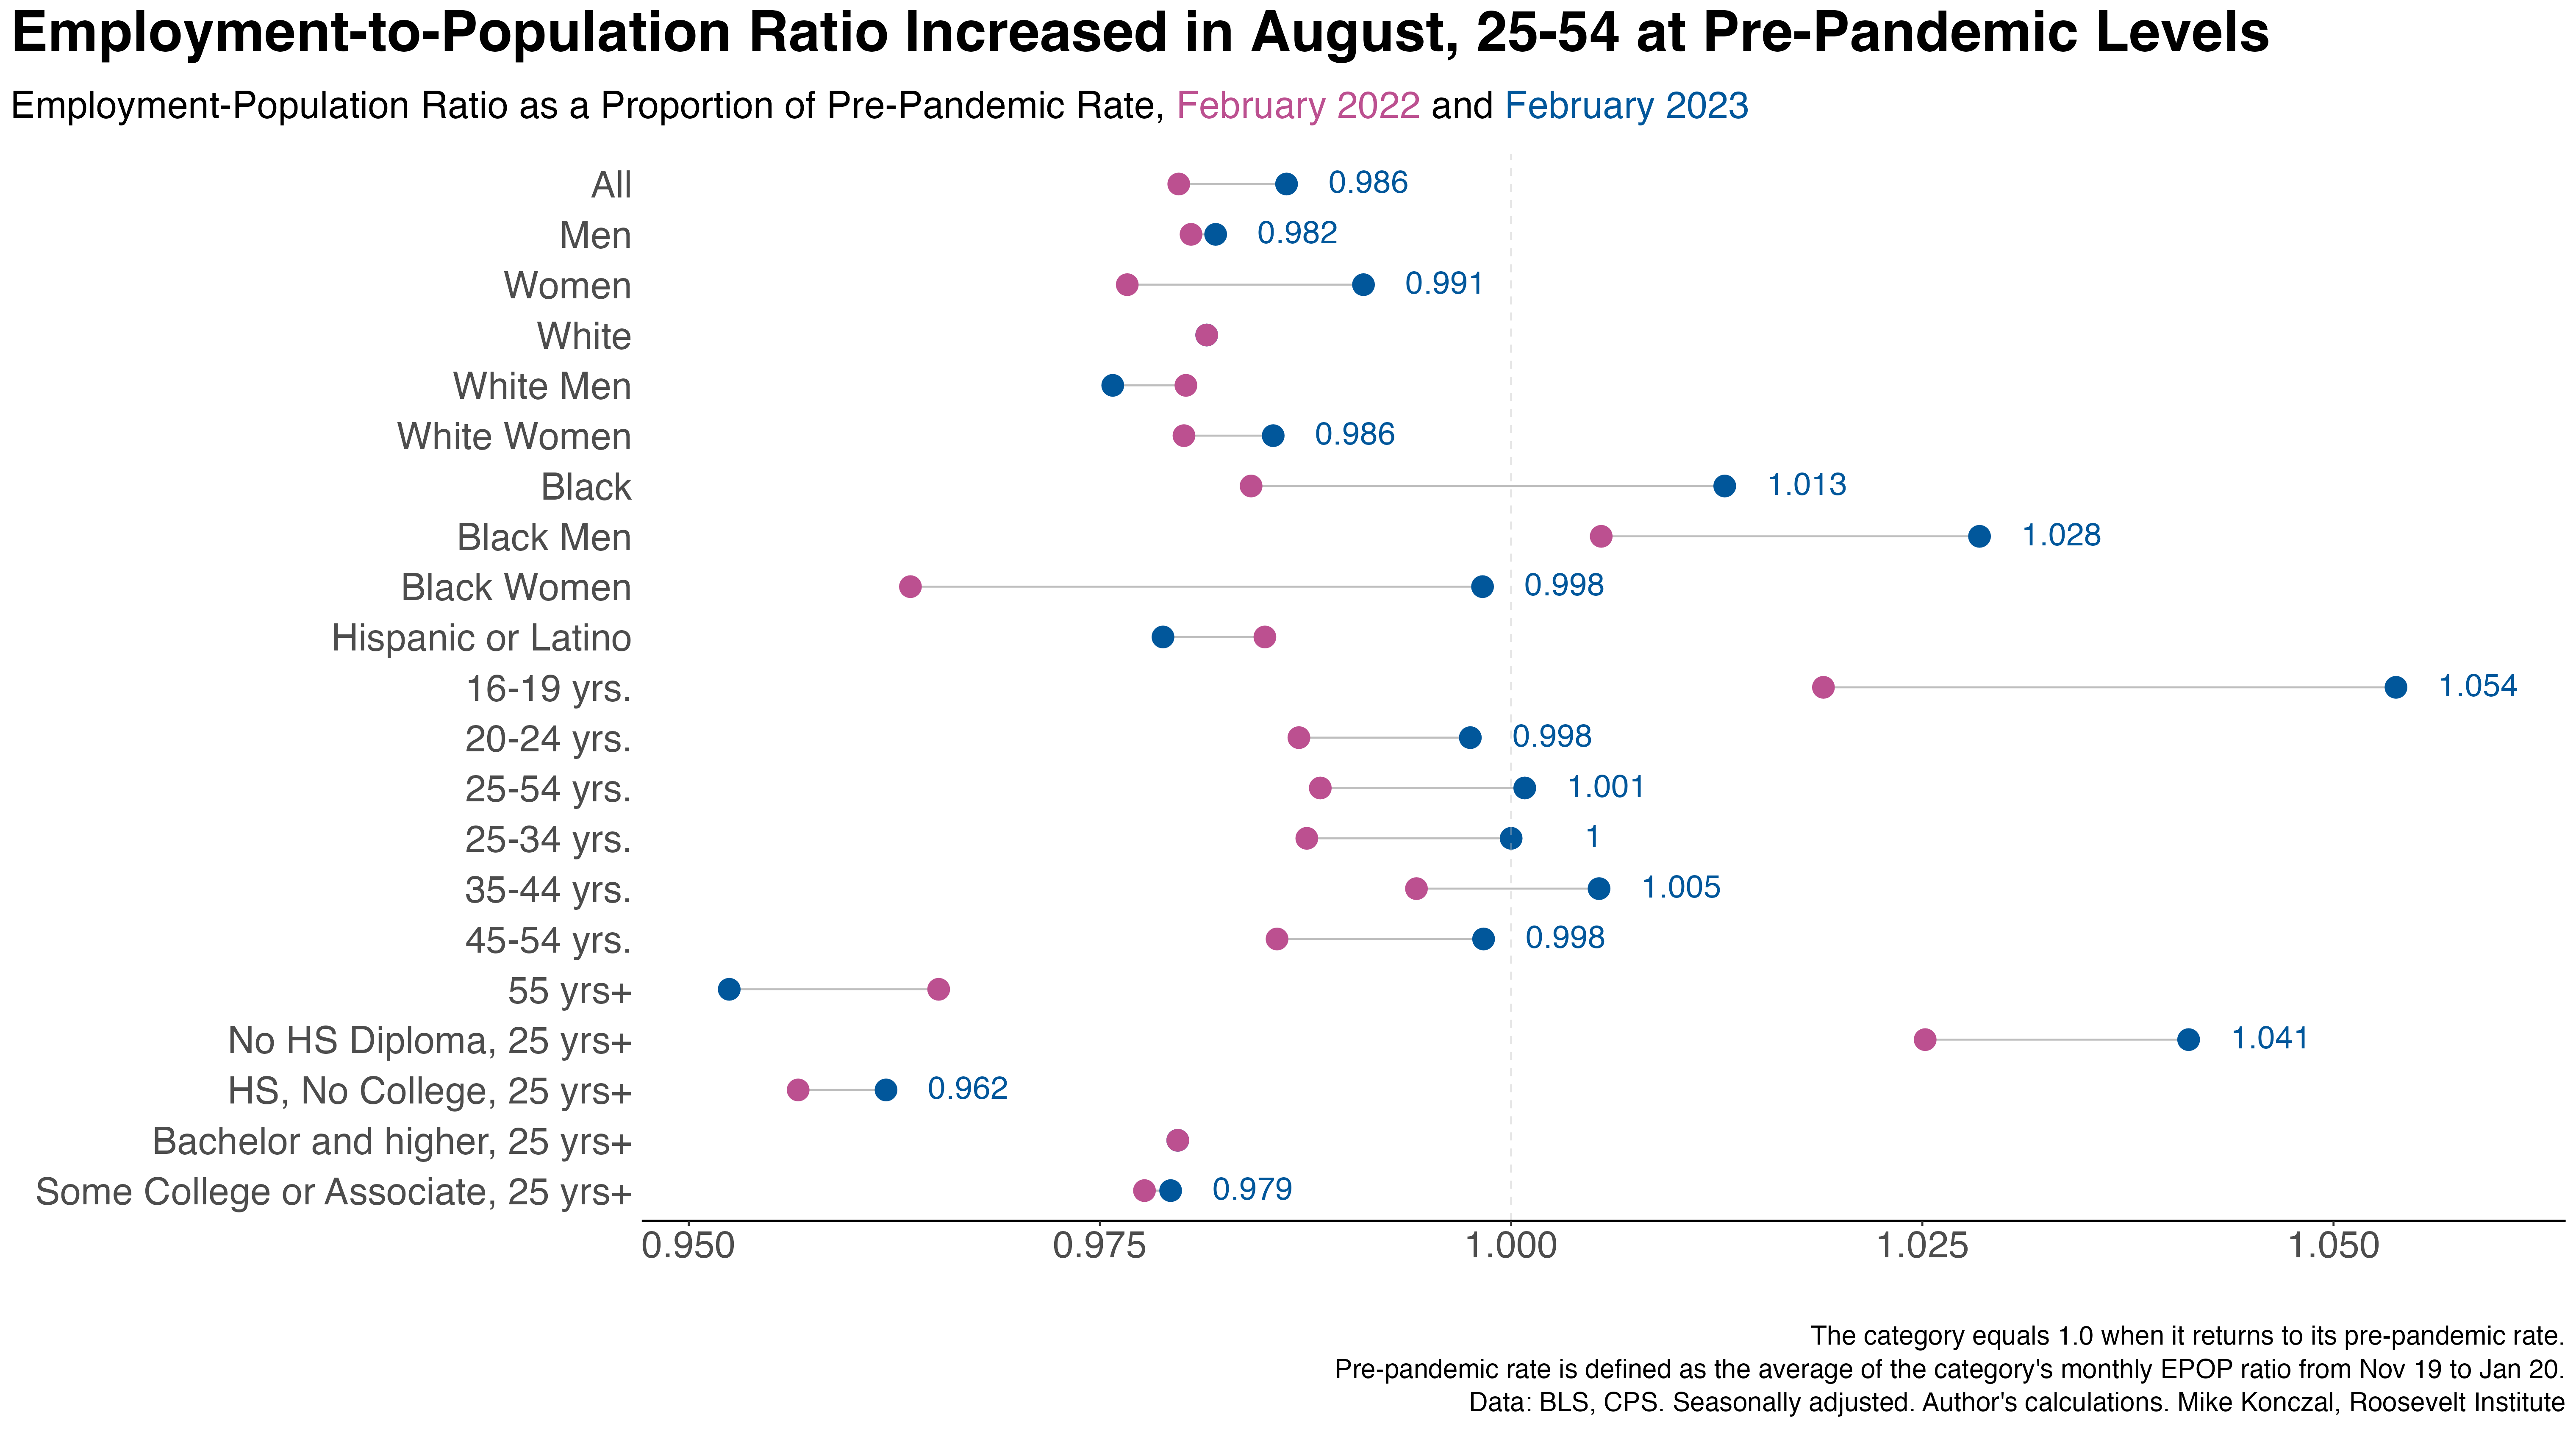 Employment-to-Population Ratio Increased in August, 25-54 at Pre-Pandemic Levels
Employment-Population Ratio as a Proportion of Pre-Pandemic Rate, February 2022 and February 2023
All 0.986
Men 0.982
Women 0.991
White
White Men
White Women 0.986
Black 1.013
Black Men 1.028
Black Women 0.998
Hispanic or Latino
16-19 yrs. 1.054
20-24 yrs. 0.998
25-54 yrs. 1.001
25-34 yrs. 1
35-44 yrs. 1.005
45-54 yrs. 0.998
55 yrs+
No HS Diploma, 25 yrs+ 1.041
HS, No College, 25 yrs+ 0.962
Bachelor and higher, 25 yrs+
Some College or Associate, 25 yrs+ 0.979
0.950 0.975 1.000 1.025 1.050
The category equals 1.0 when it returns to its pre-pandemic rate.
Pre-pandemic rate is defined as the average of the category's monthly EPOP ratio from Nov 19 to Jan 20.
Data: BLS, CPS. Seasonally adjusted. Author's calculations. Mike Konczal, Roosevelt Institute